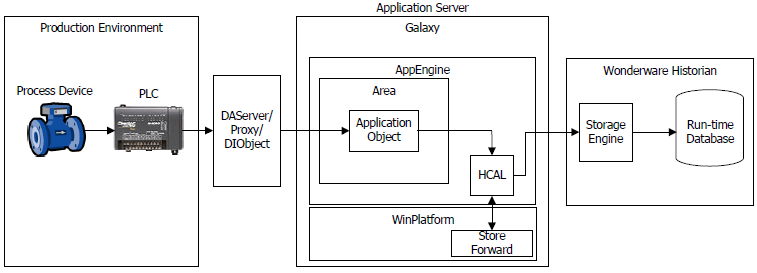 Application Server
Production Environment
Galaxy
AppEngine
Wonderware Historian
Process Device
PLC
Area
DAServer/
Proxy/
DIObject
Application
Object
Storage
Engine
Run-time
Database
HCAL
WinPlatform
Store
Forward